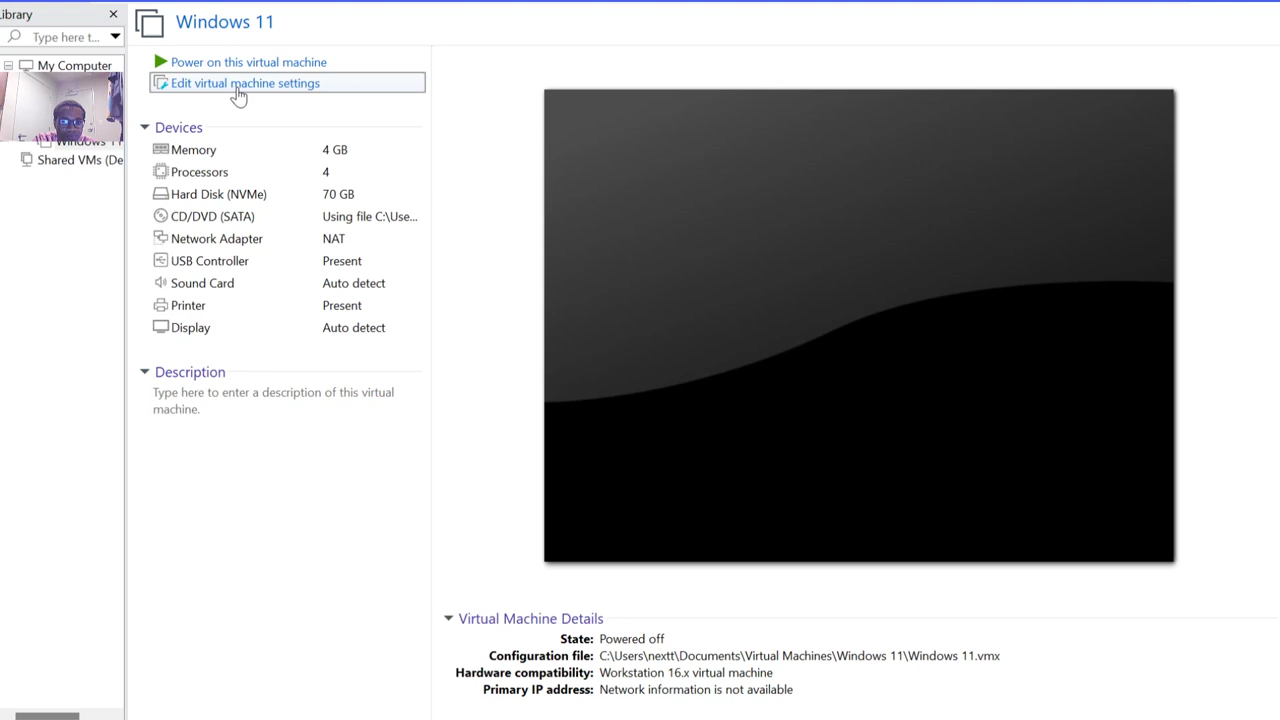 Library
Type here t...
My Computer
Windows 11
Shared VMs (De
Windows 11
Power on this virtual machine
Edit virtual machine settings
Devices
Memory 4 GB
Processors 4
Hard Disk (NVMe) 70 GB
CD/DVD (SATA) Using file C:\Use...
Network Adapter NAT
USB Controller Present
Sound Card Auto detect
Printer Present
Display Auto detect
Description
Type here to enter a description of this virtual
machine.
Virtual Machine Details
State: Powered off
Configuration file: C:\Users\nextt\Documents\Virtual Machines\Windows 11\Windows 11.vmx
Hardware compatibility: Workstation 16.x virtual machine
Primary IP address: Network information is not available